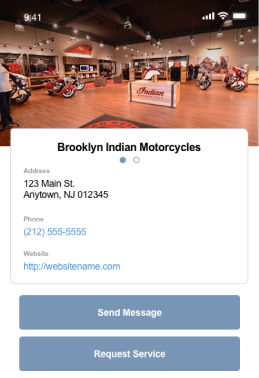 9:41
Indian
Brooklyn Indian Motorcycles
Address
123 Main St.
Anytown, NJ 012345
Phone
(212) 555-5555
Website
http://websitename.com
Send Message
Request Service